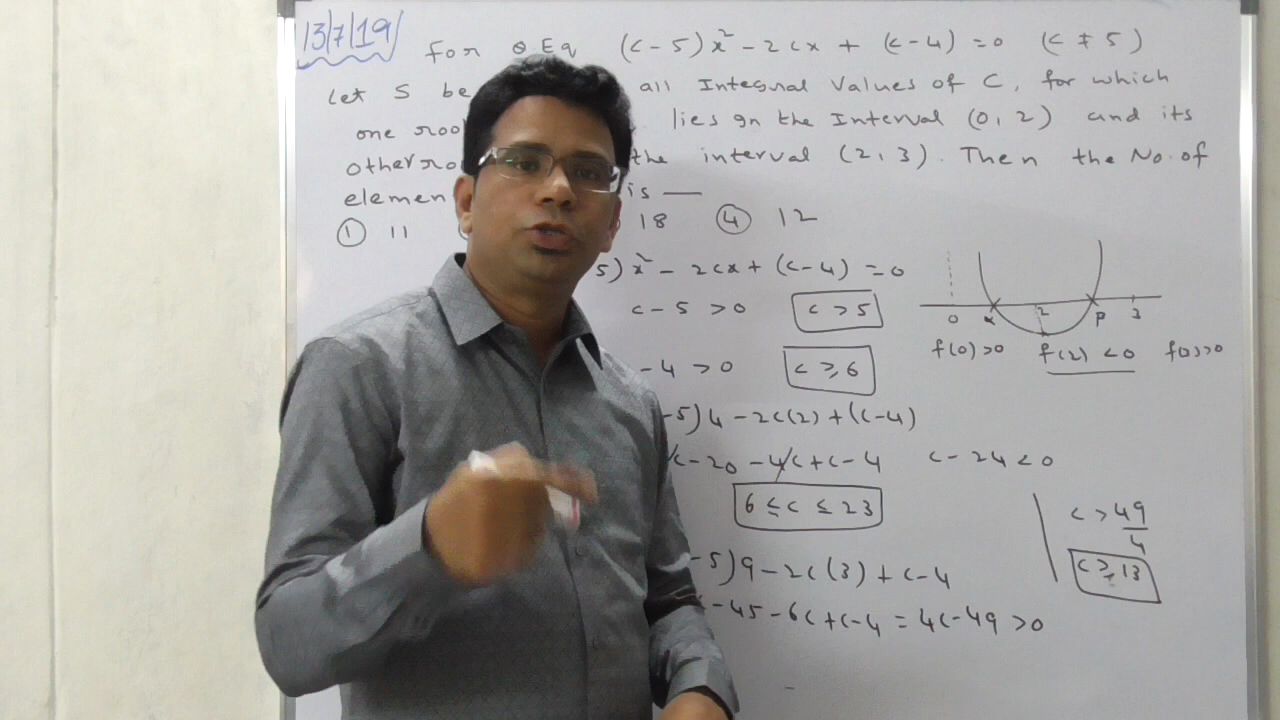 13/7/19
For Q Eq (c-5)x² - 2cx + (c-4) = 0 (c ≠ 5)
Let S be all Integral Values of C, for which
one lies in the Interval (0, 2) and its
other the interval (2, 3). Then the No. of
elemen is —
① 11 18 ④ 12
5)x² - 2cx + (c-4) = 0
c - 5 > 0 c > 5
- 4 > 0 c ≥ 6
-5)4 - 2c(2) + (c-4)
c - 20 - 4c + c - 4 c - 24 < 0
6 ≤ c ≤ 23
-5)9 - 2c(3) + c - 4
- 45 - 6c + c - 4 = 4c - 49 > 0
0 α 2 β 3
f(0) > 0 f(2) < 0 f(3) > 0
c > 49/4
c ≥ 13